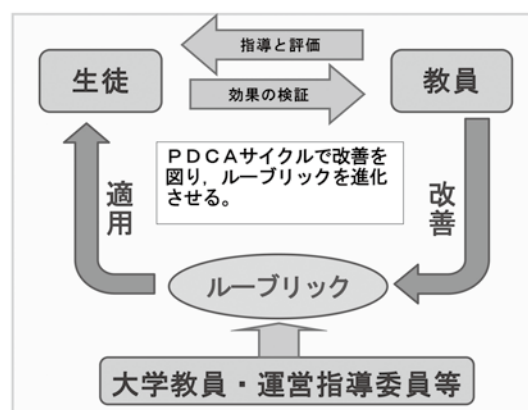 指導と評価
生徒
教員
効果の検証
ＰＤＣＡサイクルで改善を
図り，ルーブリックを進化
させる。
適用
改善
ルーブリック
大学教員・運営指導委員等